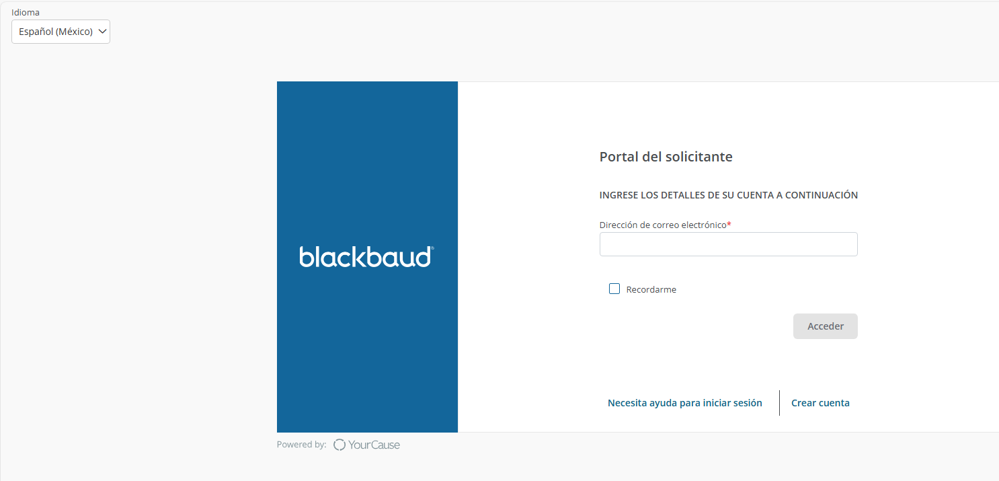 Idioma
Español (México)
blackbaud®
Portal del solicitante
INGRESE LOS DETALLES DE SU CUENTA A CONTINUACIÓN
Dirección de correo electrónico*
Recordarme
Acceder
Necesita ayuda para iniciar sesión
Crear cuenta
Powered by: YourCause